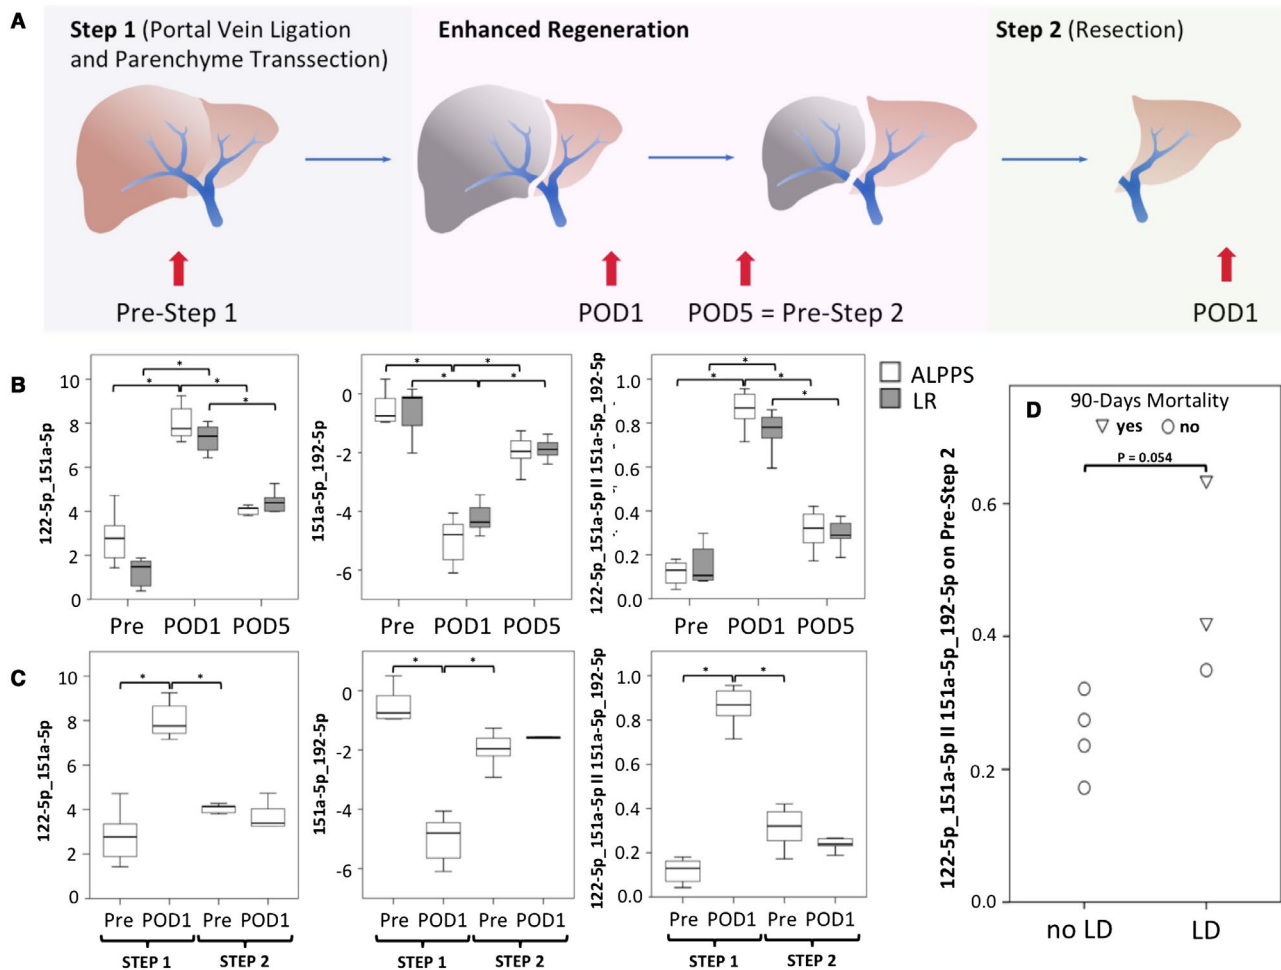 A
Step 1 (Portal Vein Ligation
and Parenchyme Transsection)
Enhanced Regeneration
Step 2 (Resection)
Pre-Step 1
POD1
POD5 = Pre-Step 2
POD1
B
122-5p_151a-5p
10
8
6
4
2
0
* * * *
Pre POD1 POD5
151a-5p_192-5p
0
-2
-4
-6
* * * *
Pre POD1 POD5
122-5p_151a-5p II 151a-5p_192-5p
1.0
0.8
0.6
0.4
0.2
0.0
* * * *
Pre POD1 POD5
ALPPS
LR
C
122-5p_151a-5p
10
8
6
4
2
0
* *
Pre POD1 Pre POD1
STEP 1 STEP 2
151a-5p_192-5p
0
-2
-4
-6
* *
Pre POD1 Pre POD1
STEP 1 STEP 2
122-5p_151a-5p II 151a-5p_192-5p
1.0
0.8
0.6
0.4
0.2
0.0
* *
Pre POD1 Pre POD1
STEP 1 STEP 2
D
90-Days Mortality
yes no
P = 0.054
122-5p_151a-5p II 151a-5p_192-5p on Pre-Step 2
0.6
0.4
0.2
0.0
no LD LD